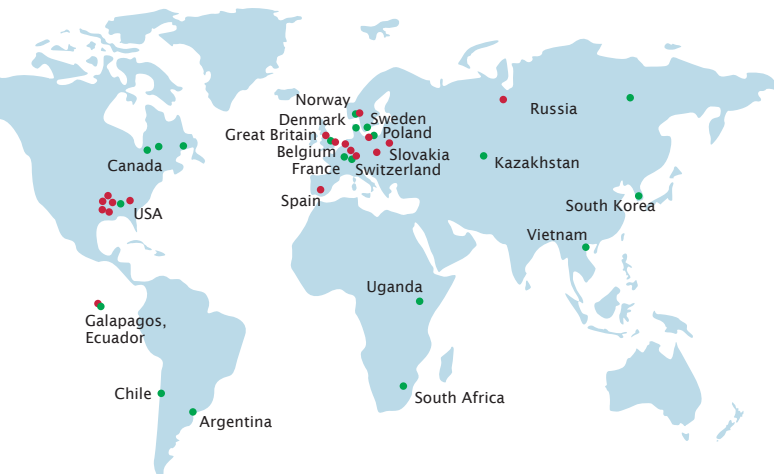 Norway
Denmark
Sweden
Great Britain
Poland
Belgium
Slovakia
France
Switzerland
Spain
Russia
Kazakhstan
South Korea
Vietnam
Canada
USA
Uganda
Galapagos,
Ecuador
Chile
South Africa
Argentina